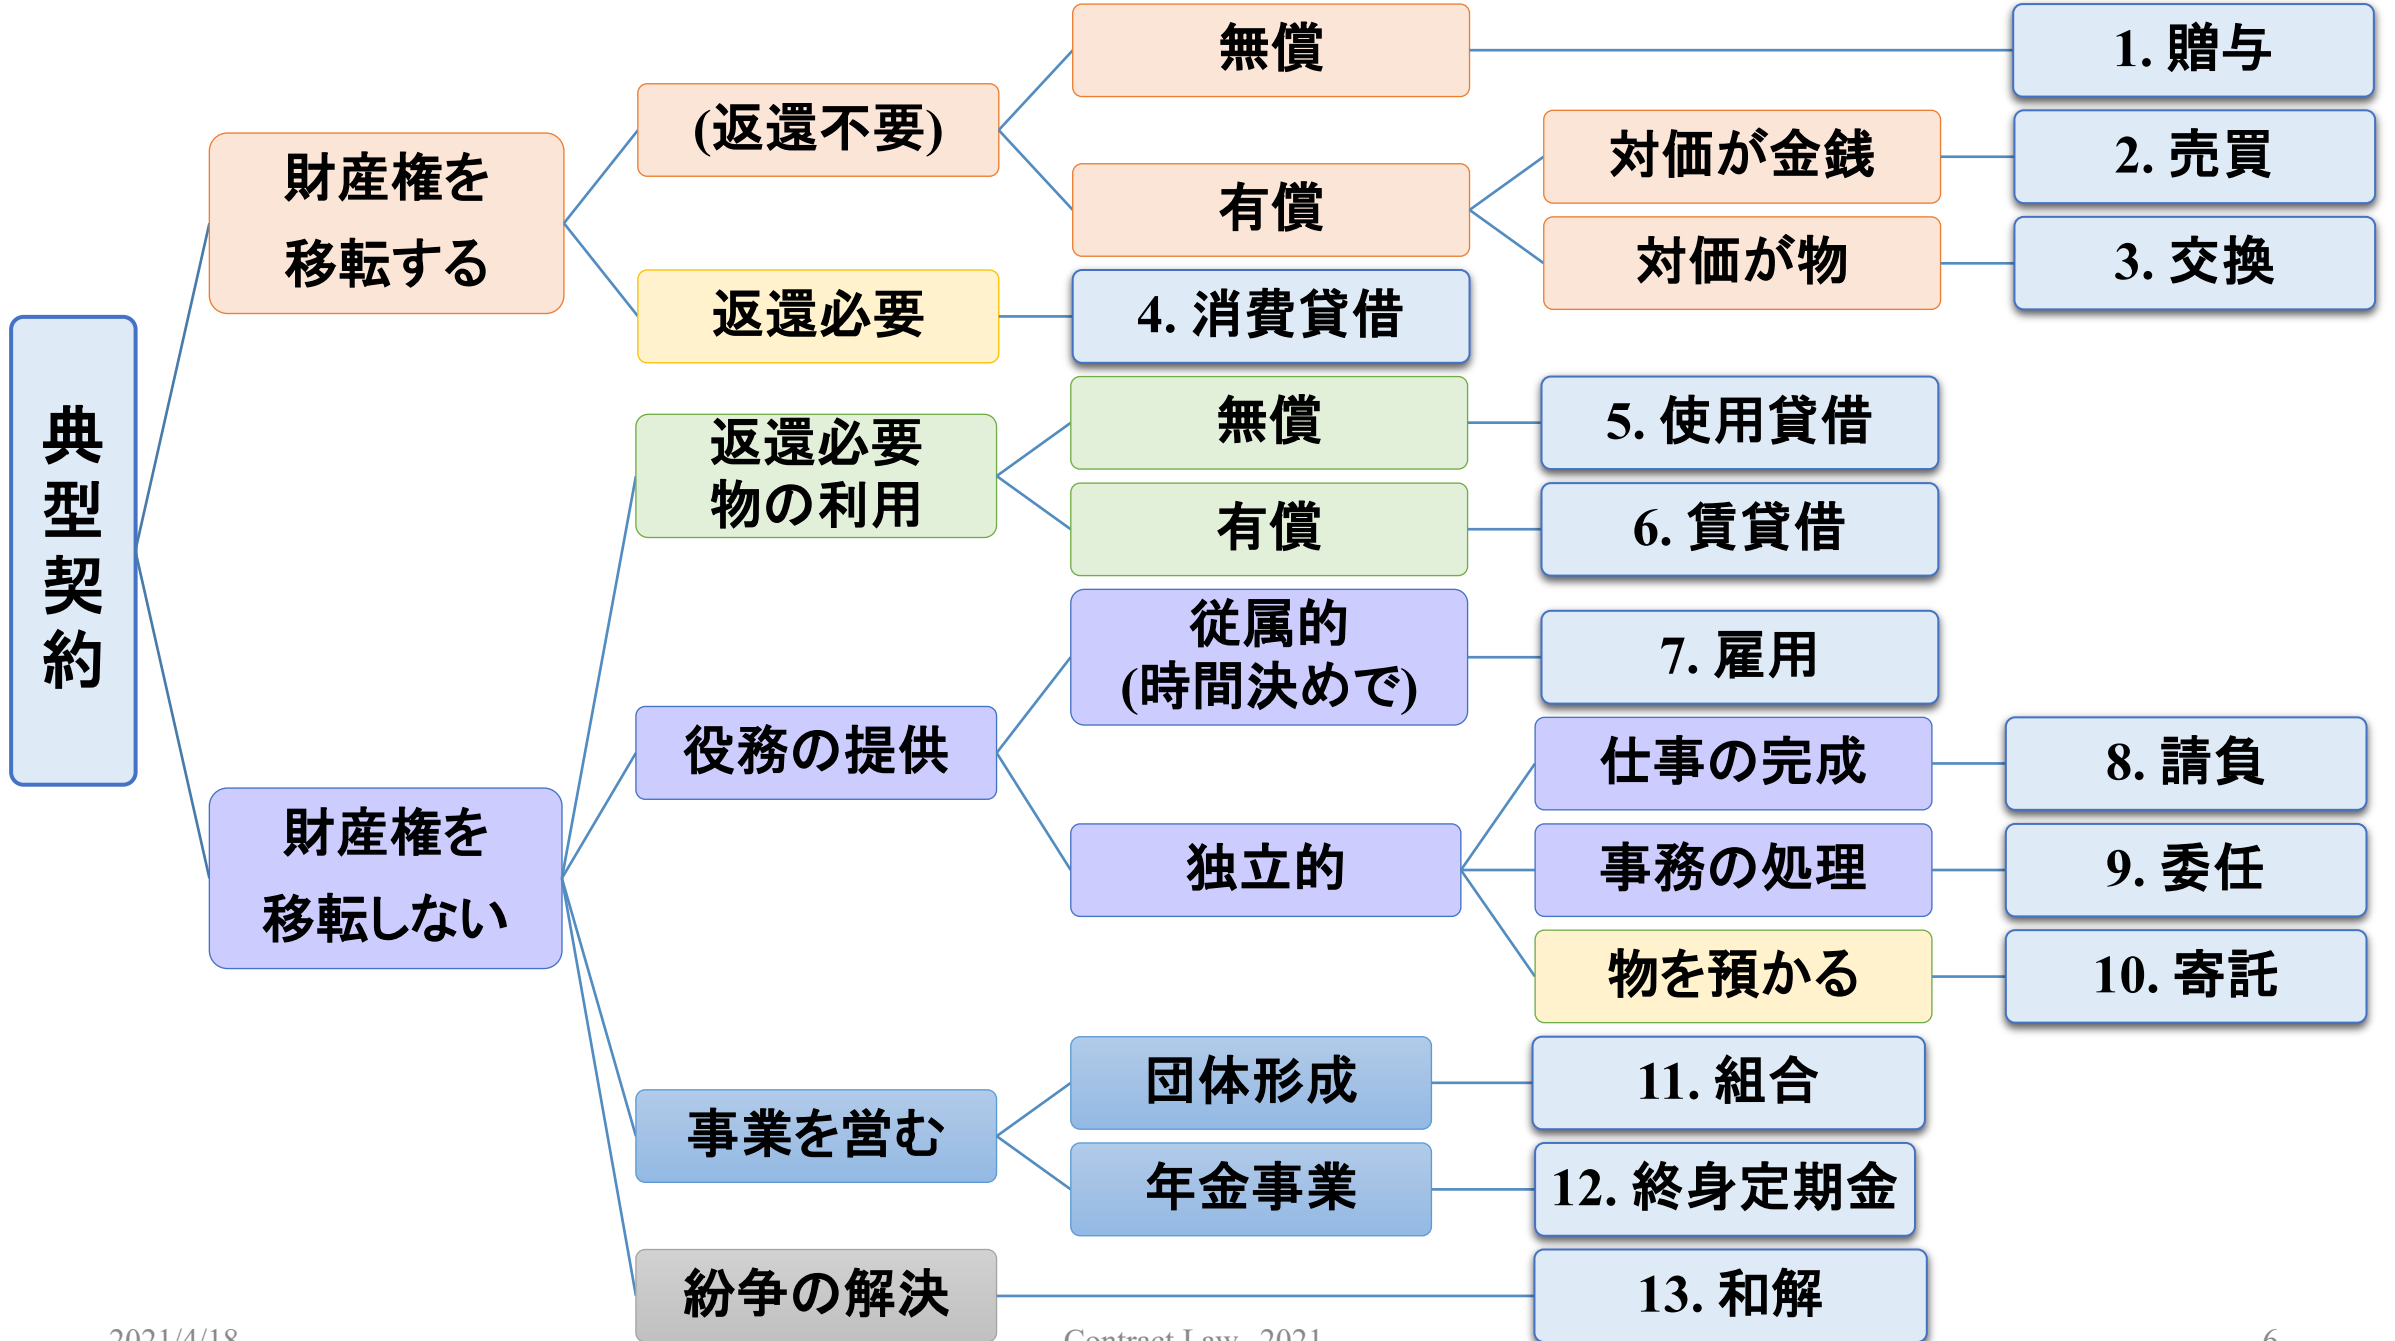 典型契約
財産権を
移転する
(返還不要)
無償
1. 贈与
有償
対価が金銭
2. 売買
対価が物
3. 交換
返還必要
4. 消費貸借
財産権を
移転しない
返還必要
物の利用
無償
5. 使用貸借
有償
6. 賃貸借
役務の提供
従属的
(時間決めで)
7. 雇用
独立的
仕事の完成
8. 請負
事務の処理
9. 委任
物を預かる
10. 寄託
事業を営む
団体形成
11. 組合
年金事業
12. 終身定期金
紛争の解決
13. 和解
2021/4/18
Contract Law, 2021
6